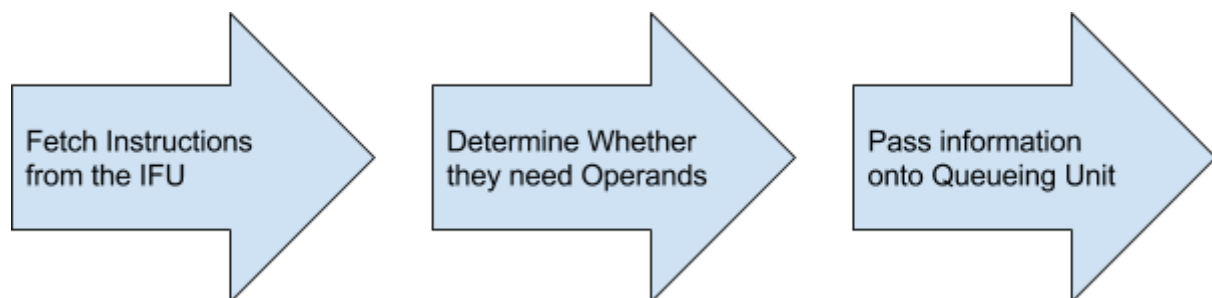 Fetch Instructions
from the IFU
Determine Whether
they need Operands
Pass information
onto Queueing Unit